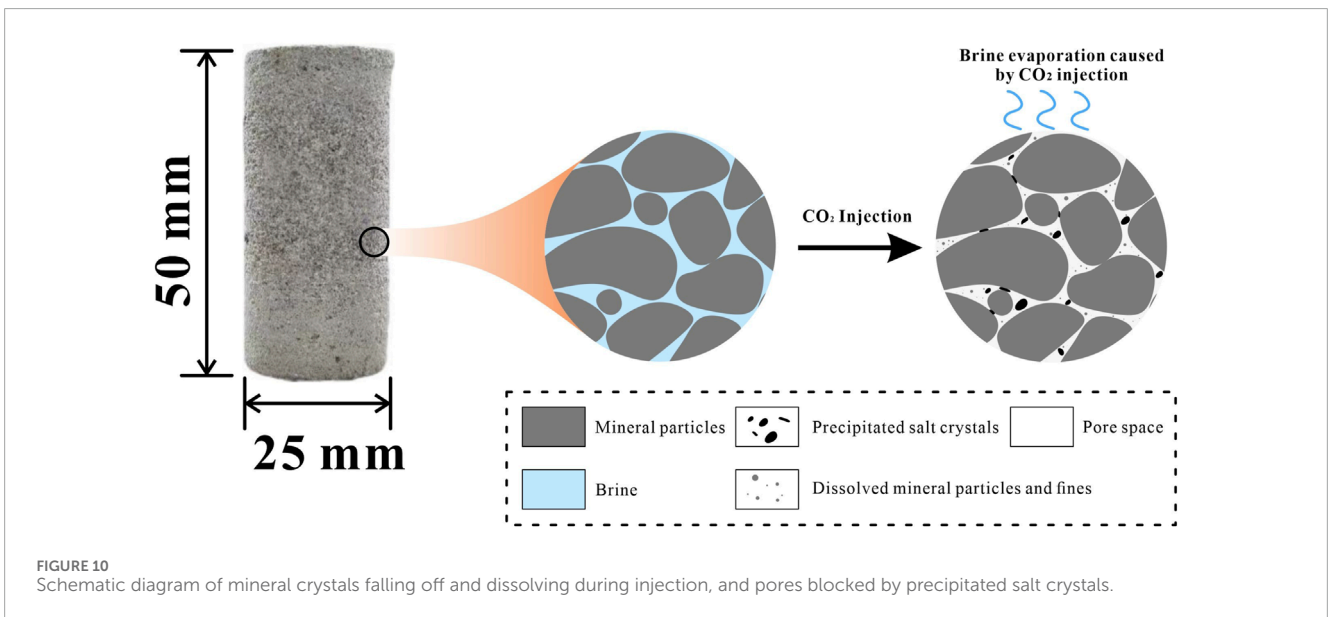 Brine evaporation caused
by CO₂ injection
50 mm
CO₂ Injection
25 mm
Mineral particles
Precipitated salt crystals
Pore space
Brine
Dissolved mineral particles and fines
FIGURE 10
Schematic diagram of mineral crystals falling off and dissolving during injection, and pores blocked by precipitated salt crystals.